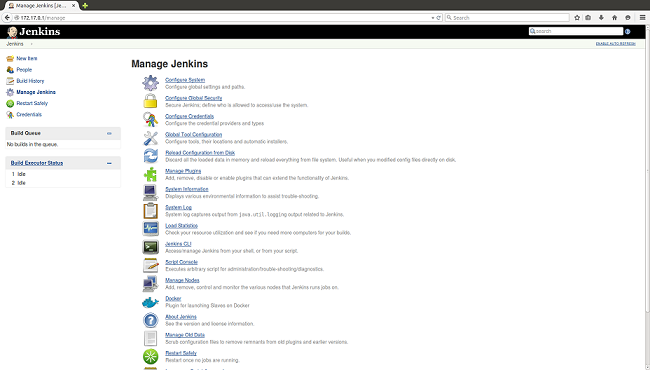 Manage Jenkins [Je...
172.17.0.1/manage
Search
Jenkins
search
Jenkins
ENABLE AUTO REFRESH
New Item
People
Build History
Manage Jenkins
Restart Safely
Credentials
Build Queue
No builds in the queue.
Build Executor Status
1 Idle
2 Idle
Manage Jenkins
Configure System
Configure global settings and paths.
Configure Global Security
Secure Jenkins; define who is allowed to access/use the system.
Configure Credentials
Configure the credential providers and types
Global Tool Configuration
Configure tools, their locations and automatic installers.
Reload Configuration from Disk
Discard all the loaded data in memory and reload everything from file system. Useful when you modified config files directly on disk.
Manage Plugins
Add, remove, disable or enable plugins that can extend the functionality of Jenkins.
System Information
Displays various environmental information to assist trouble-shooting.
System Log
System log captures output from java.util.logging output related to Jenkins.
Load Statistics
Check your resource utilization and see if you need more computers for your builds.
Jenkins CLI
Access/manage Jenkins from your shell, or from your script.
Script Console
Executes arbitrary script for administration/trouble-shooting/diagnostics.
Manage Nodes
Add, remove, control and monitor the various nodes that Jenkins runs jobs on.
Docker
Plugin for launching Slaves on Docker
About Jenkins
See the version and license information.
Manage Old Data
Scrub configuration files to remove remnants from old plugins and earlier versions.
Restart Safely
Restart once no jobs are running.